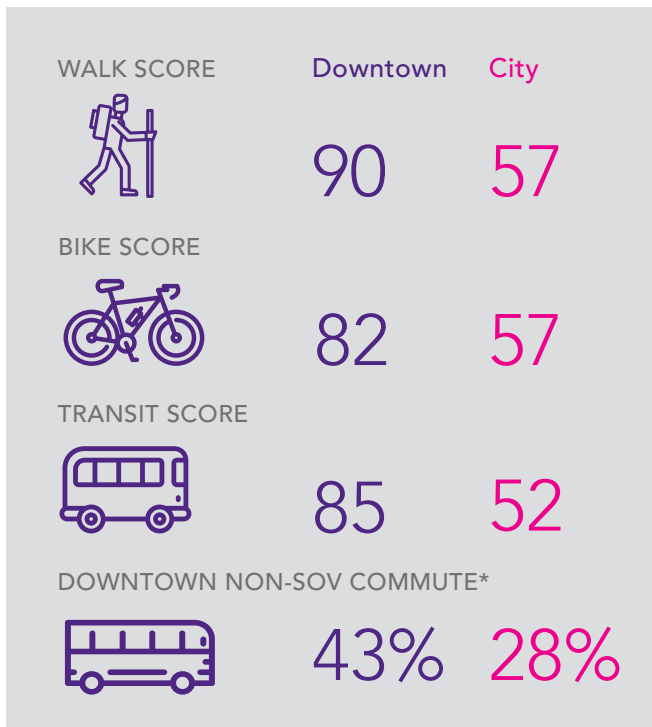 WALK SCORE Downtown City
90 57
BIKE SCORE
82 57
TRANSIT SCORE
85 52
DOWNTOWN NON-SOV COMMUTE*
43% 28%